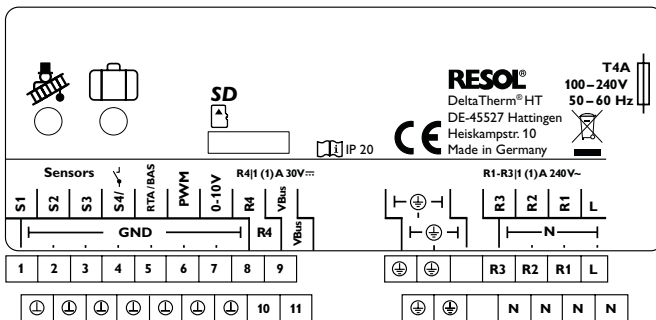 SD
IP 20
RESOL®
DeltaTherm® HT
DE-45527 Hattingen
Heiskampstr. 10
Made in Germany
T4A
100–240V
50–60 Hz
CE
Sensors
R4|1 (1) A 30V⎓
R1-R3|1 (1) A 240V~
S1 S2 S3 S4/ RTA/BAS PWM 0-10V R4 VBus
R3 R2 R1 L
GND R4 VBus
N
1 2 3 4 5 6 7 8 9
R3 R2 R1 L
10 11
N N N N